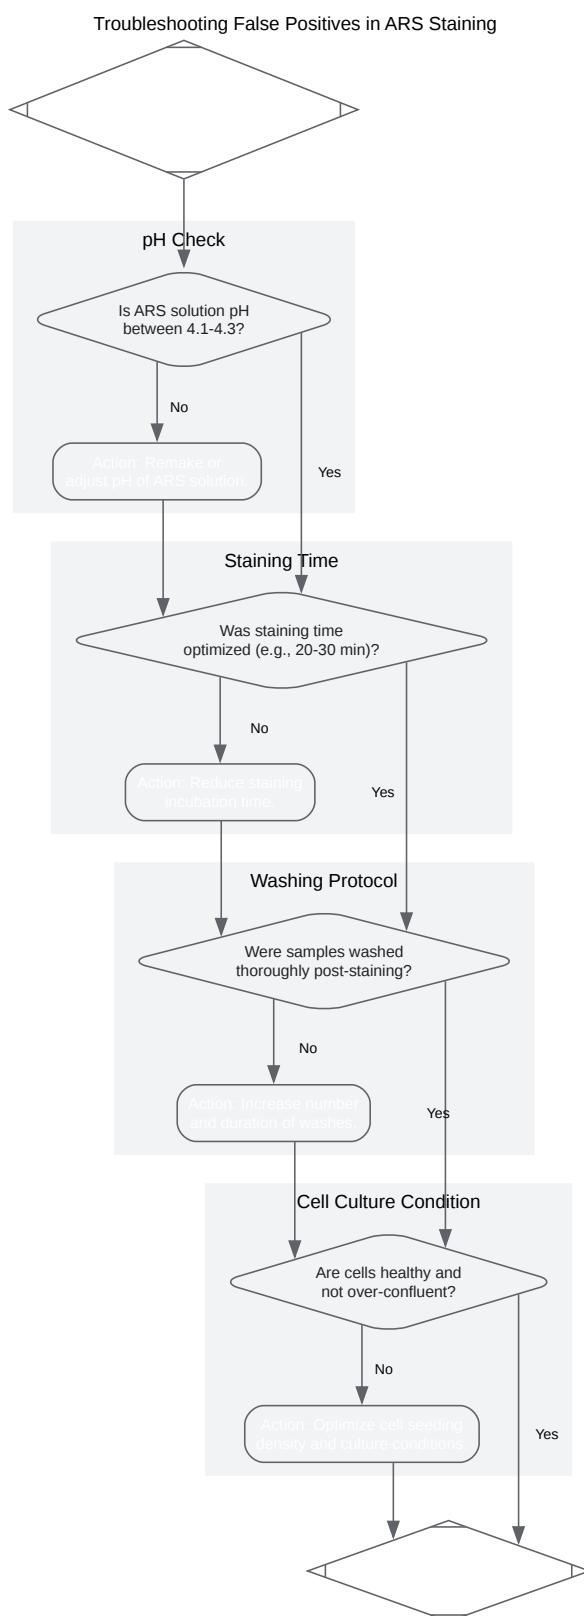 Troubleshooting False Positives in ARS Staining
pH Check
Is ARS solution pH
between 4.1-4.3?
No
Action: Remake or
adjust pH of ARS solution.
Yes
Staining Time
Was staining time
optimized (e.g., 20-30 min)?
No
Action: Reduce staining
incubation time.
Yes
Washing Protocol
Were samples washed
thoroughly post-staining?
No
Action: Increase number
and duration of washes.
Yes
Cell Culture Condition
Are cells healthy and
not over-confluent?
No
Action: Optimize cell seeding
density and culture conditions.
Yes